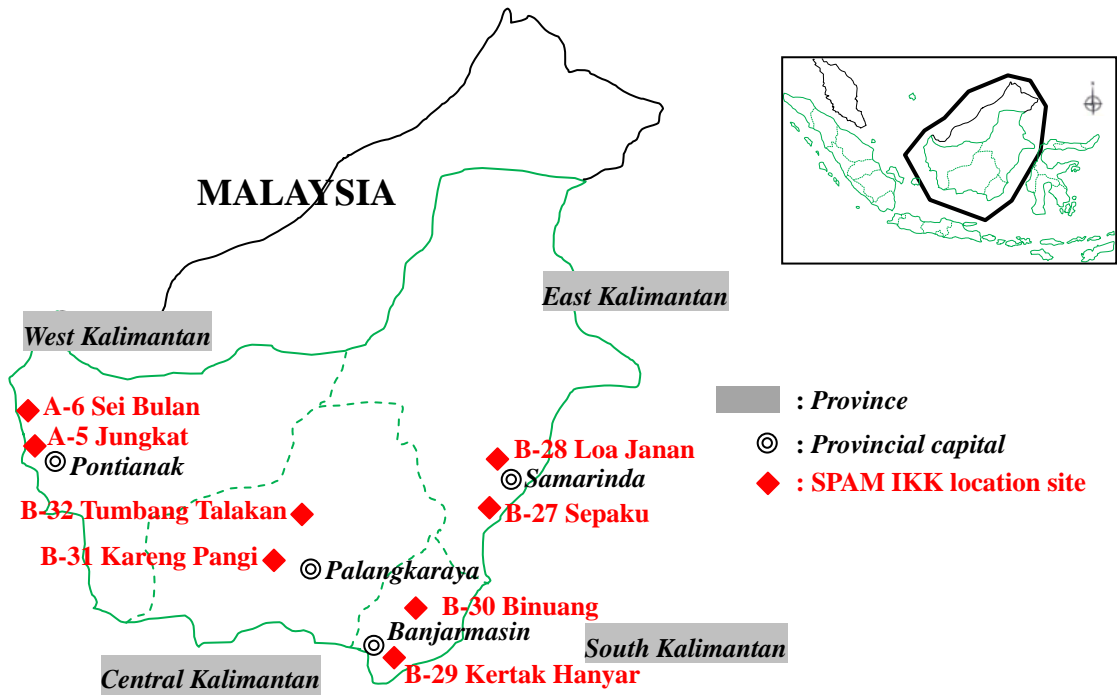 MALAYSIA
East Kalimantan
West Kalimantan
A-6 Sei Bulan
A-5 Jungkat
Pontianak
B-28 Loa Janan
Samarinda
B-32 Tumbang Talakan
B-27 Sepaku
B-31 Kareng Pangi
Palangkaraya
B-30 Binuang
Banjarmasin
South Kalimantan
B-29 Kertak Hanyar
Central Kalimantan
: Province
: Provincial capital
: SPAM IKK location site